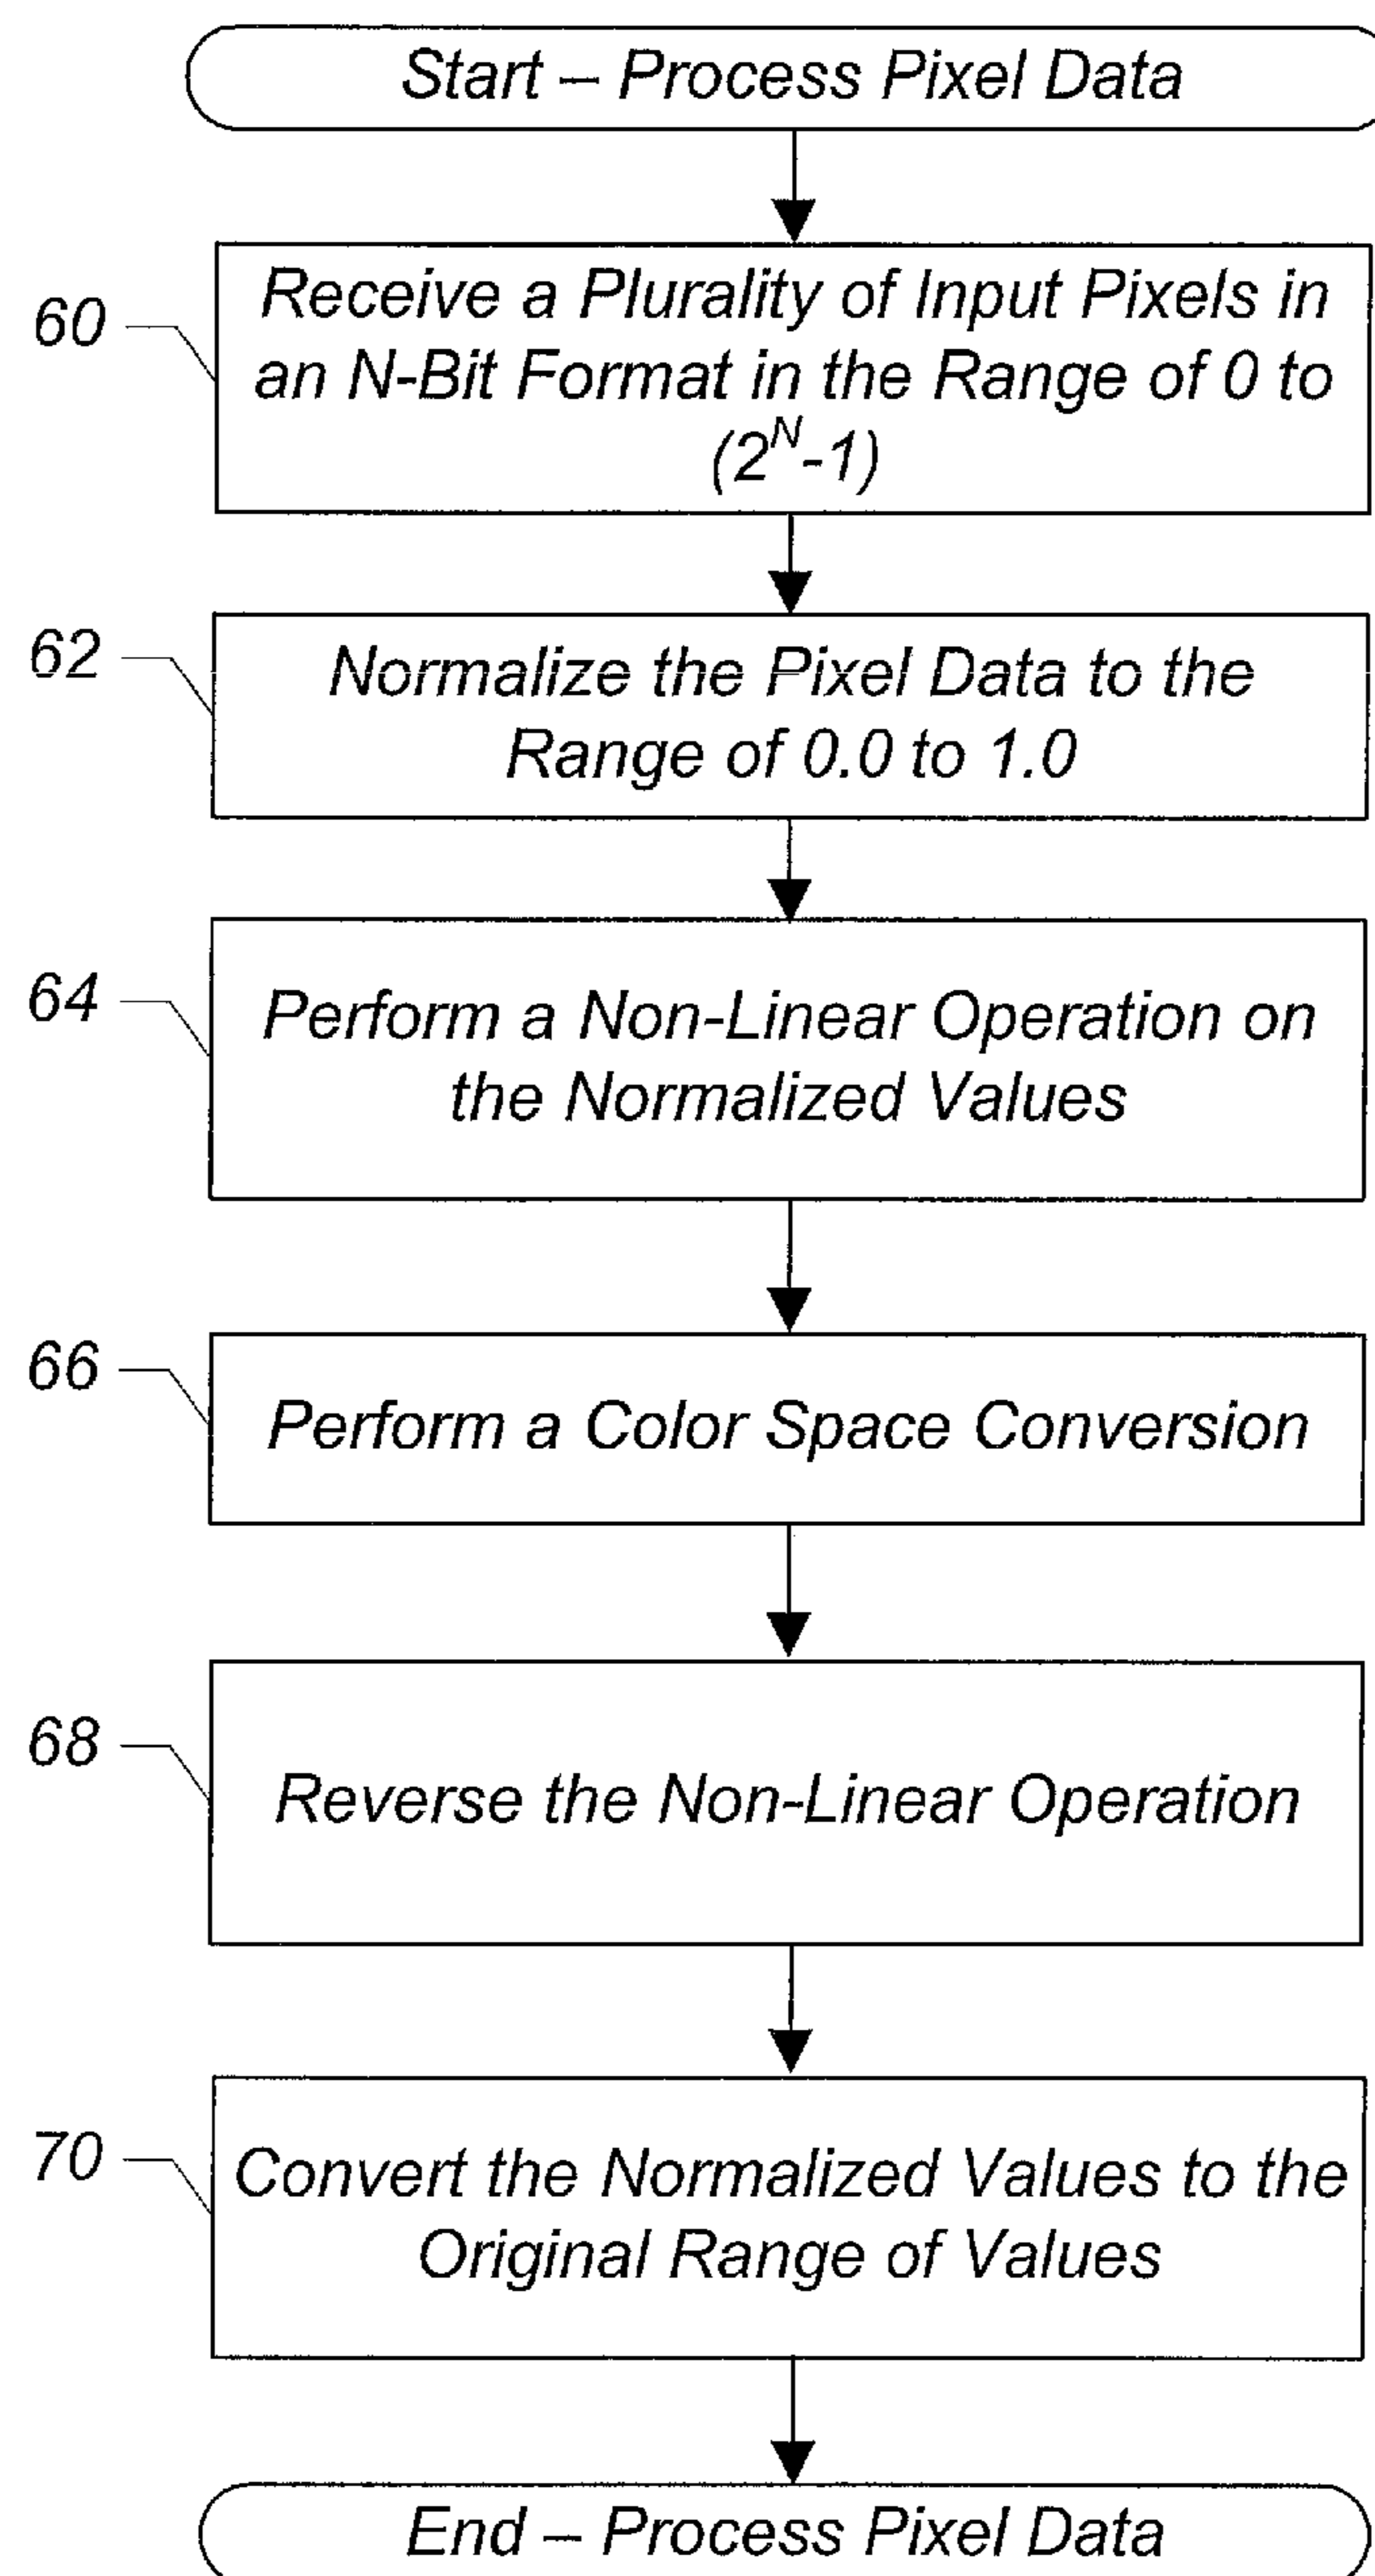 Start – Process Pixel Data
60
Receive a Plurality of Input Pixels in
an N-Bit Format in the Range of 0 to
(2^N-1)
62
Normalize the Pixel Data to the
Range of 0.0 to 1.0
64
Perform a Non-Linear Operation on
the Normalized Values
66
Perform a Color Space Conversion
68
Reverse the Non-Linear Operation
70
Convert the Normalized Values to the
Original Range of Values
End – Process Pixel Data